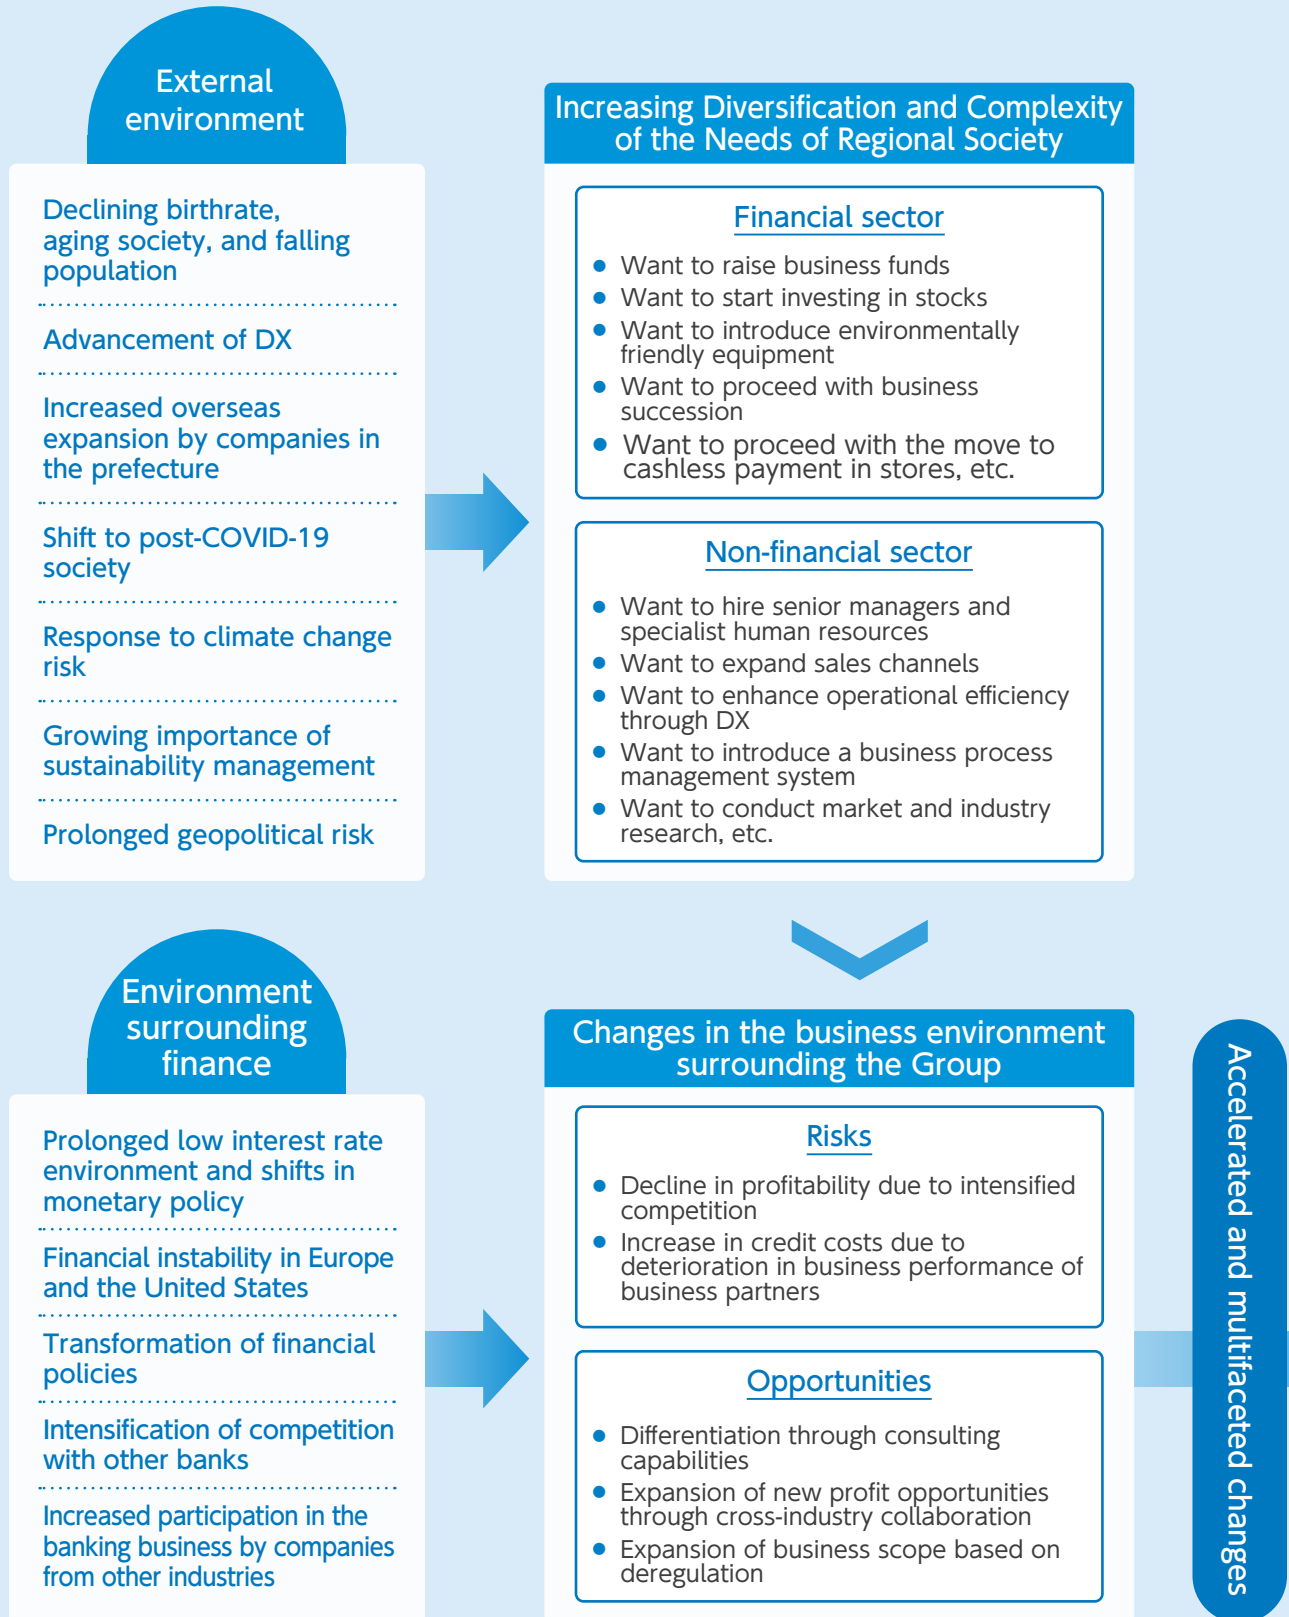 External
environment
Declining birthrate,
aging society, and falling
population
Advancement of DX
Increased overseas
expansion by companies in
the prefecture
Shift to post-COVID-19
society
Response to climate change
risk
Growing importance of
sustainability management
Prolonged geopolitical risk
Increasing Diversification and Complexity
of the Needs of Regional Society
Financial sector
● Want to raise business funds
● Want to start investing in stocks
● Want to introduce environmentally
friendly equipment
● Want to proceed with business
succession
● Want to proceed with the move to
cashless payment in stores, etc.
Non-financial sector
● Want to hire senior managers and
specialist human resources
● Want to expand sales channels
● Want to enhance operational efficiency
through DX
● Want to introduce a business process
management system
● Want to conduct market and industry
research, etc.
Environment
surrounding
finance
Prolonged low interest rate
environment and shifts in
monetary policy
Financial instability in Europe
and the United States
Transformation of financial
policies
Intensification of competition
with other banks
Increased participation in the
banking business by companies
from other industries
Changes in the business environment
surrounding the Group
Risks
● Decline in profitability due to intensified
competition
● Increase in credit costs due to
deterioration in business performance of
business partners
Opportunities
● Differentiation through consulting
capabilities
● Expansion of new profit opportunities
through cross-industry collaboration
● Expansion of business scope based on
deregulation
Accelerated and multifaceted changes